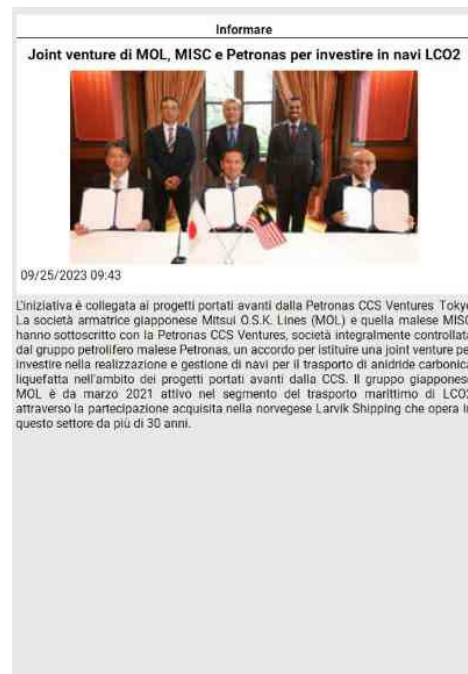 Informare
Joint venture di MOL, MISC e Petronas per investire in navi LCO2
09/25/2023 09:43
L'iniziativa è collegata ai progetti portati avanti dalla Petronas CCS Ventures Tokyo
La società armatrice giapponese Mitsui O.S.K. Lines (MOL) e quella malese MISC
hanno sottoscritto con la Petronas CCS Ventures, società integralmente controllata
dal gruppo petrolifero malese Petronas, un accordo per istituire una joint venture per
investire nella realizzazione e gestione di navi per il trasporto di anidride carbonica
liquefatta nell'ambito dei progetti portati avanti dalla CCS. Il gruppo giapponese
MOL è da marzo 2021 attivo nel segmento del trasporto marittimo di LCO2
attraverso la partecipazione acquisita nella norvegese Larvik Shipping che opera in
questo settore da più di 30 anni.